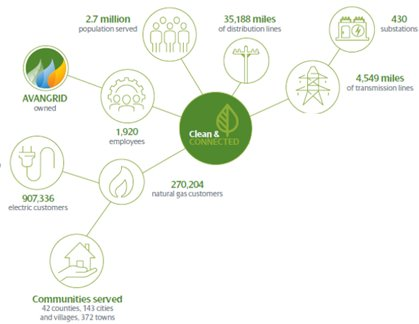 2.7 million
population served
35,188 miles
of distribution lines
430
substations
4,549 miles
of transmission lines
AVANGRID
owned
1,920
employees
Clean &
CONNECTED
907,336
electric customers
270,204
natural gas customers
Communities served
42 counties, 143 cities
and villages, 372 towns